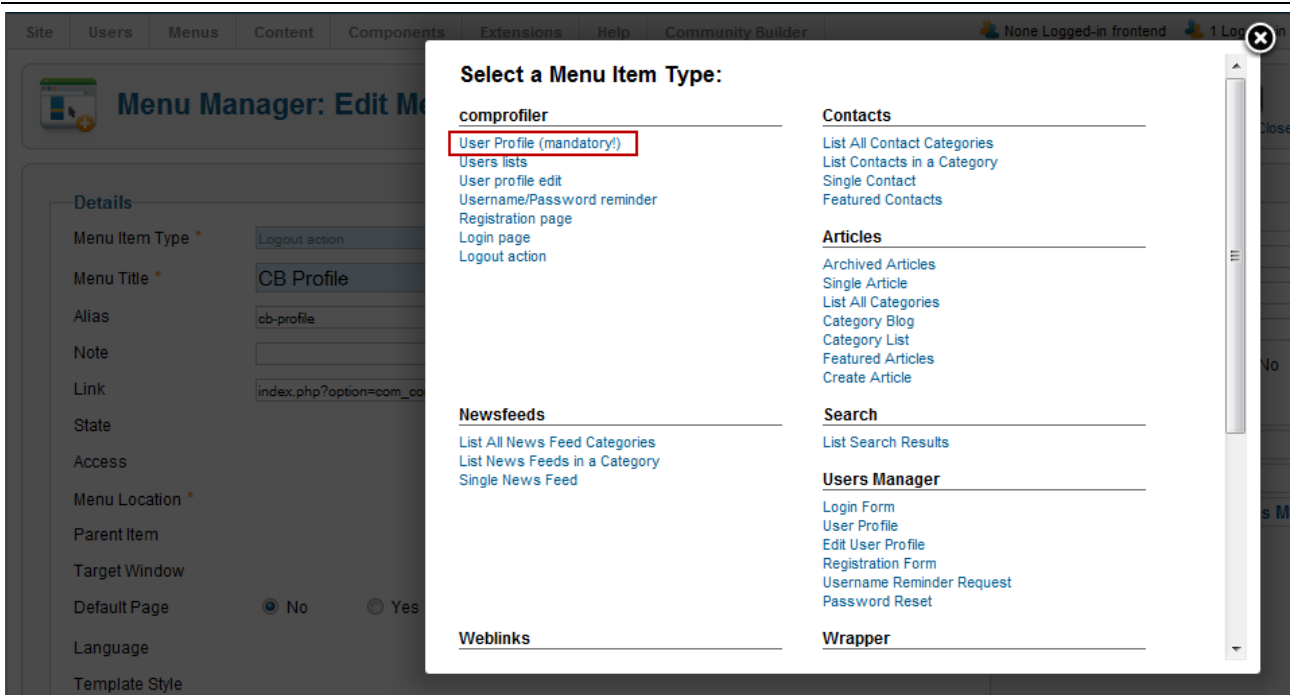 Site Users Menus Content Components Extensions Help Community Builder None Logged-in frontend
Menu Manager: Edit
Close
Details
Menu Item Type *
Logout action
Menu Title *
CB Profile
Alias
cb-profile
Note
Link
index.php?option=com_co
State
Access
Menu Location *
Parent Item
Target Window
Default Page
No Yes
Language
Template Style
No
Select a Menu Item Type:
comprofiler
User Profile (mandatory!)
Users lists
User profile edit
Username/Password reminder
Registration page
Login page
Logout action
Contacts
List All Contact Categories
List Contacts in a Category
Single Contact
Featured Contacts
Articles
Archived Articles
Single Article
List All Categories
Category Blog
Category List
Featured Articles
Create Article
Newsfeeds
List All News Feed Categories
List News Feeds in a Category
Single News Feed
Search
List Search Results
Users Manager
Login Form
User Profile
Edit User Profile
Registration Form
Username Reminder Request
Password Reset
Weblinks
Wrapper